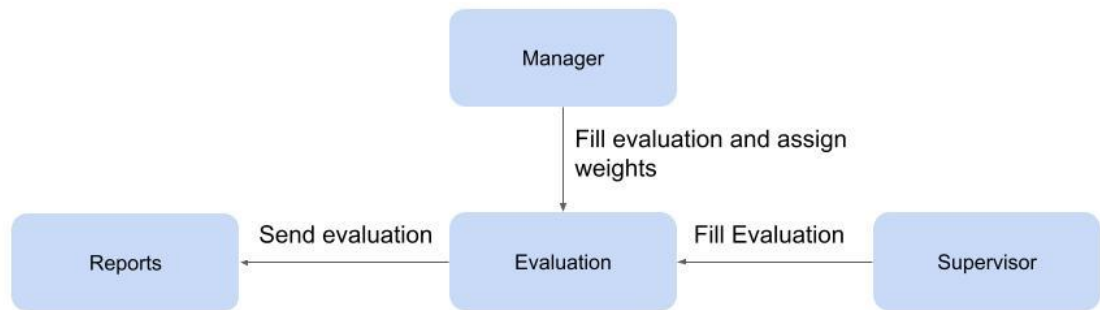 Manager
Fill evaluation and assign
weights
Send evaluation
Fill Evaluation
Reports
Evaluation
Supervisor